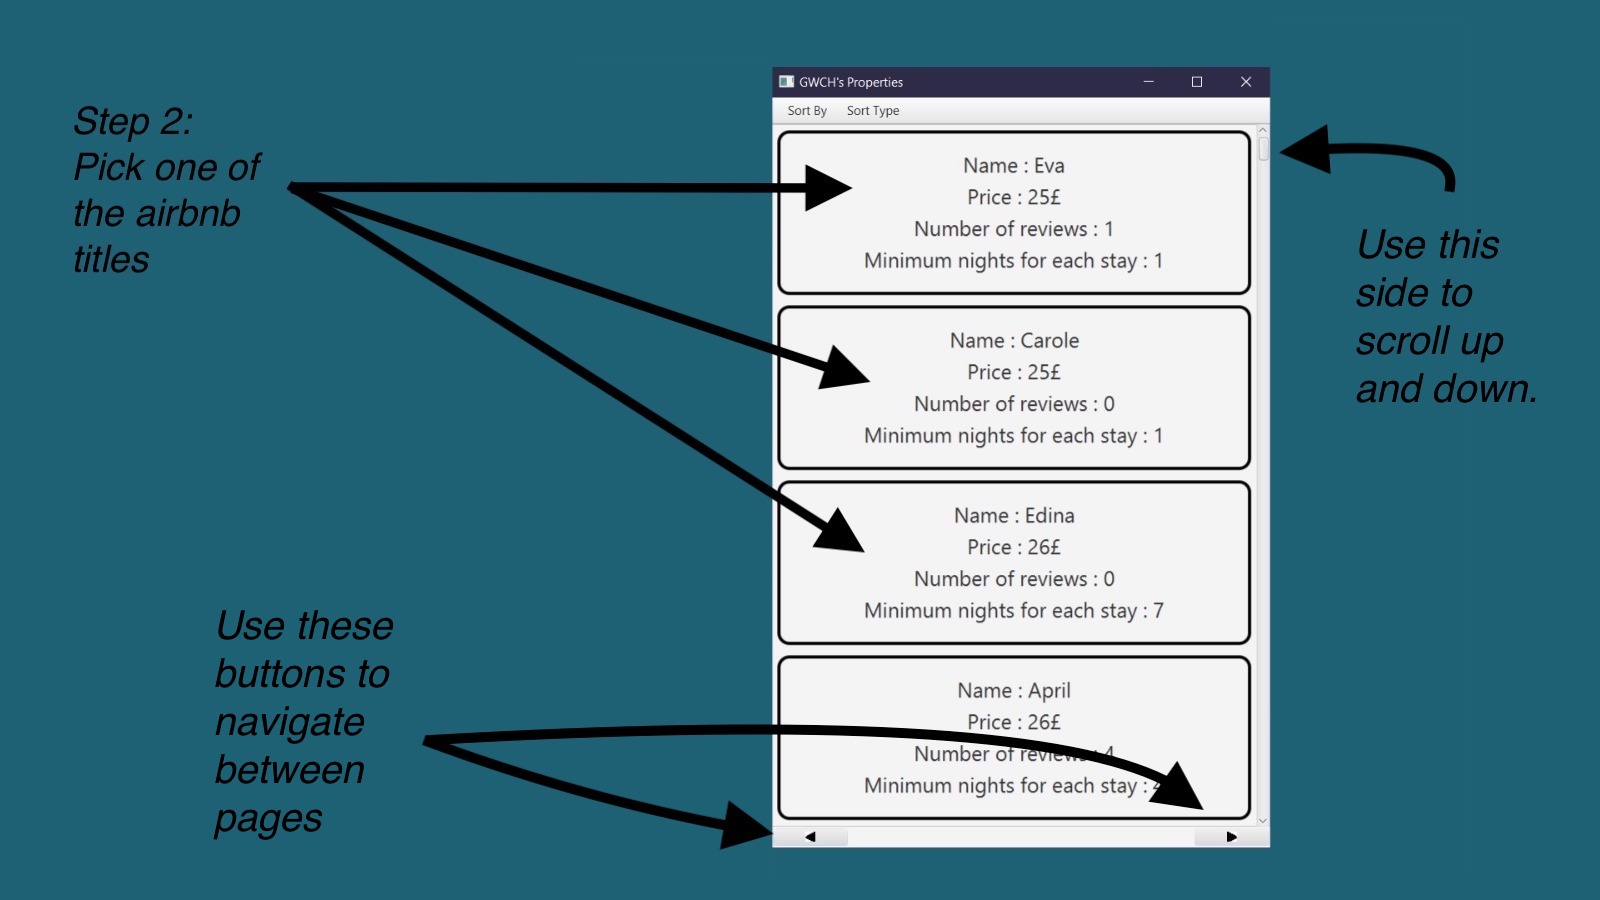 Step 2:
Pick one of
the airbnb
titles
GWCH's Properties
Sort By Sort Type
Name : Eva
Price : 25£
Number of reviews : 1
Minimum nights for each stay : 1
Name : Carole
Price : 25£
Number of reviews : 0
Minimum nights for each stay : 1
Name : Edina
Price : 26£
Number of reviews : 0
Minimum nights for each stay : 7
Name : April
Price : 26£
Number of reviews : 4
Minimum nights for each stay :
Use this
side to
scroll up
and down.
Use these
buttons to
navigate
between
pages